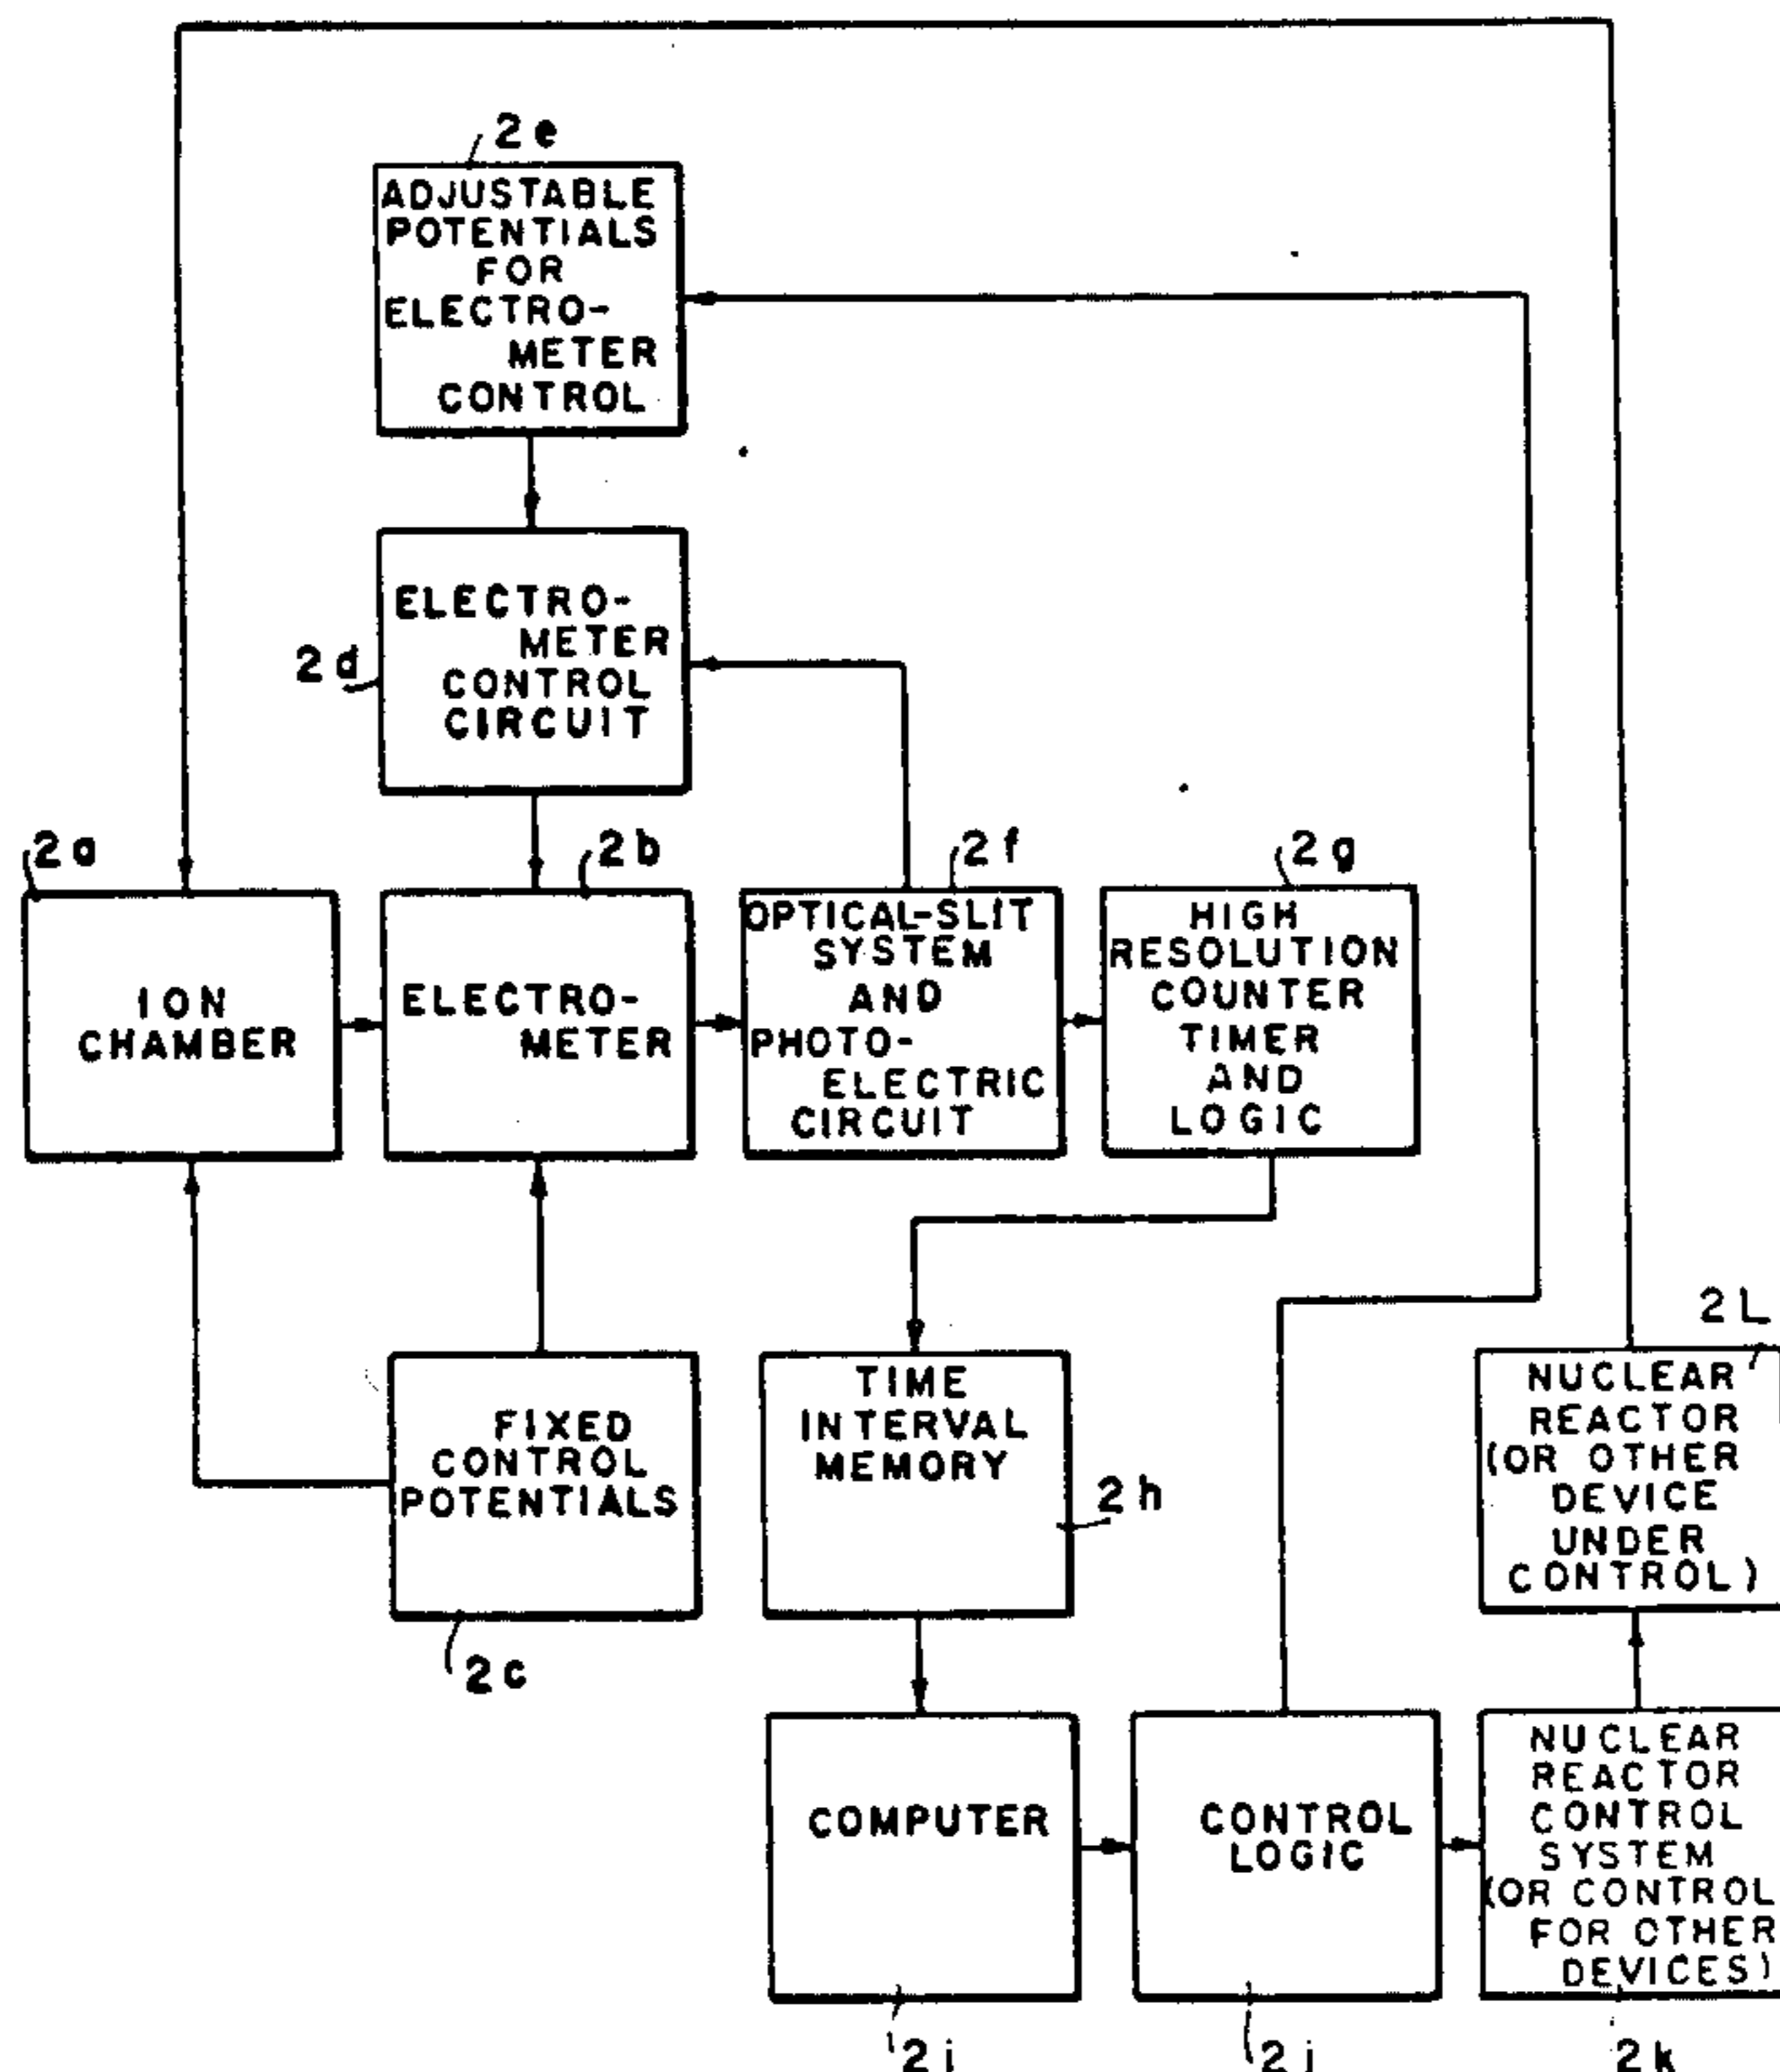 2e
ADJUSTABLE
POTENTIALS
FOR
ELECTRO-
METER
CONTROL
2d
ELECTRO-
METER
CONTROL
CIRCUIT
2a
ION
CHAMBER
2b
ELECTRO-
METER
2f
OPTICAL-SLIT
SYSTEM
AND
PHOTO-
ELECTRIC
CIRCUIT
2g
HIGH
RESOLUTION
COUNTER
TIMER
AND
LOGIC
FIXED
CONTROL
POTENTIALS
2c
TIME
INTERVAL
MEMORY
2h
2L
NUCLEAR
REACTOR
(OR OTHER
DEVICE
UNDER
CONTROL)
COMPUTER
2i
CONTROL
LOGIC
2j
NUCLEAR
REACTOR
CONTROL
SYSTEM
(OR CONTROL
FOR OTHER
DEVICES)
2k